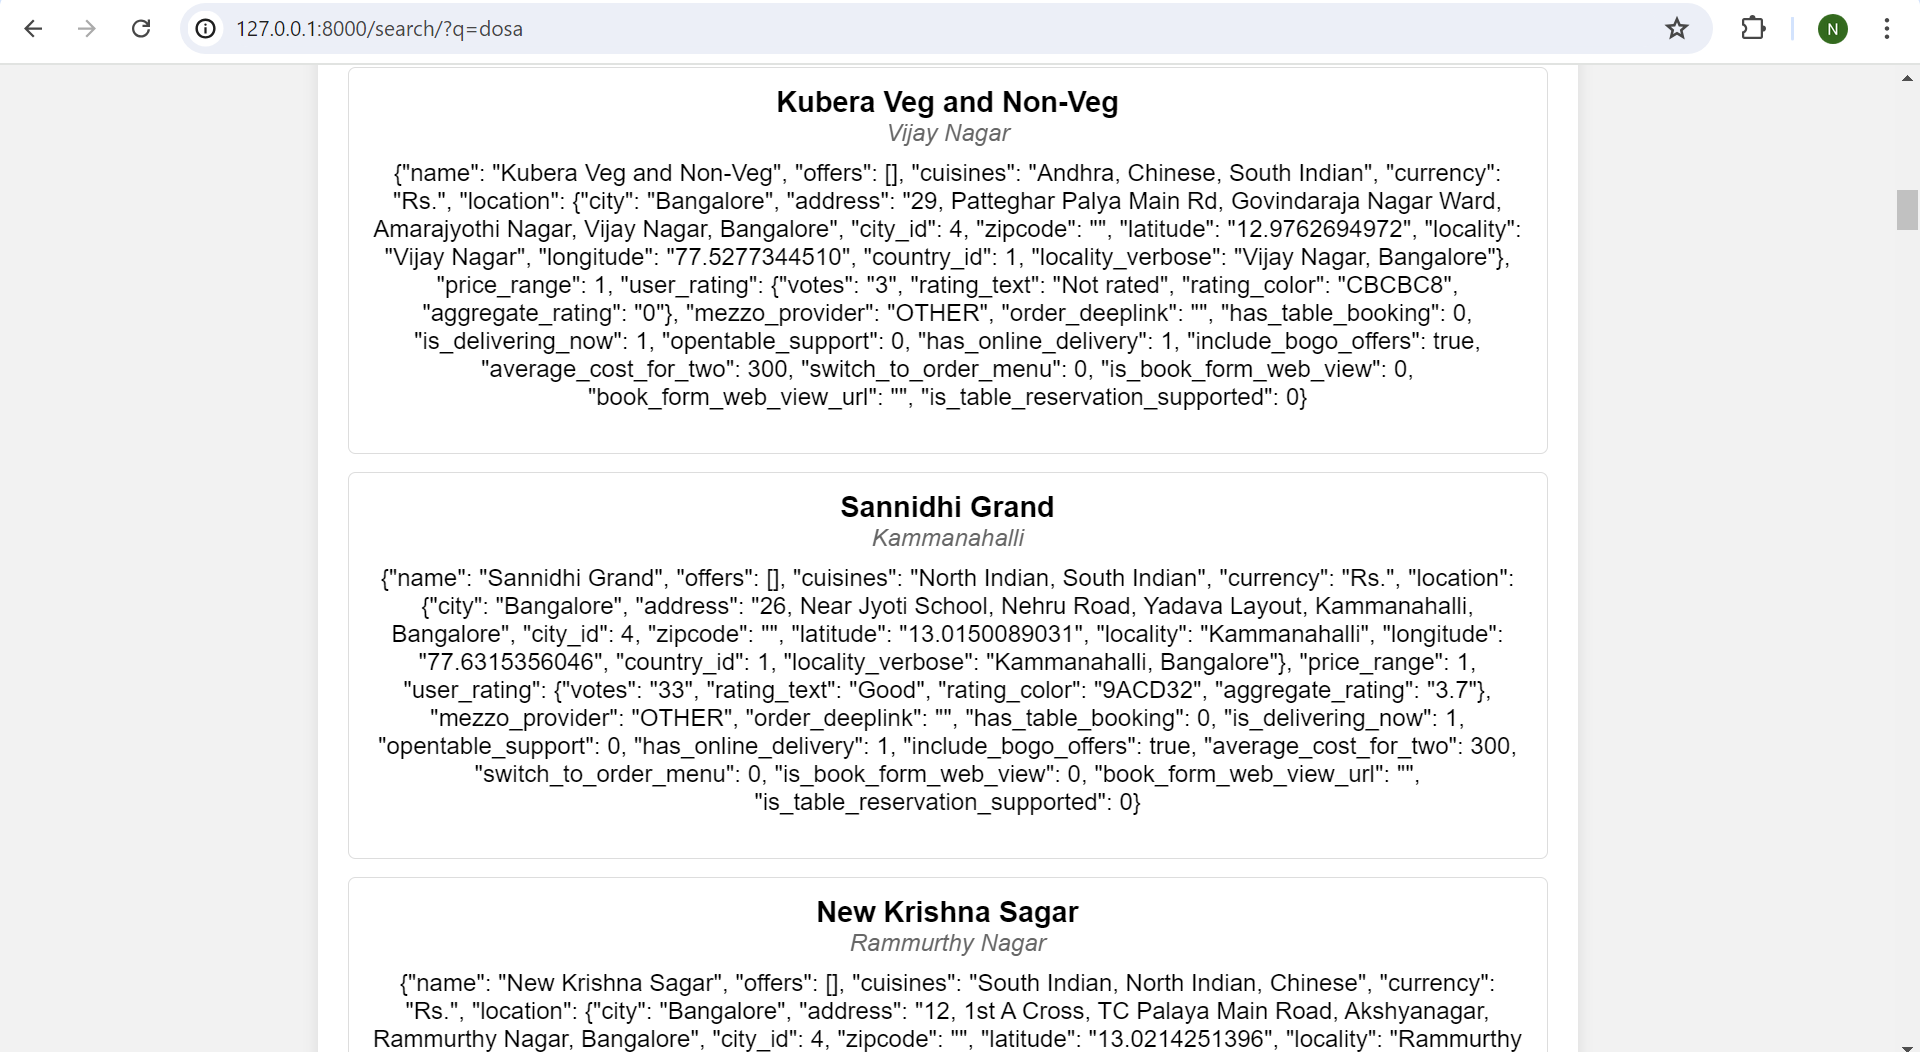 127.0.0.1:8000/search/?q=dosa
N
Kubera Veg and Non-Veg
Vijay Nagar
{"name": "Kubera Veg and Non-Veg", "offers": [], "cuisines": "Andhra, Chinese, South Indian", "currency":
"Rs.", "location": {"city": "Bangalore", "address": "29, Patteghar Palya Main Rd, Govindaraja Nagar Ward,
Amarajyothi Nagar, Vijay Nagar, Bangalore", "city_id": 4, "zipcode": "", "latitude": "12.9762694972", "locality":
"Vijay Nagar", "longitude": "77.5277344510", "country_id": 1, "locality_verbose": "Vijay Nagar, Bangalore"},
"price_range": 1, "user_rating": {"votes": "3", "rating_text": "Not rated", "rating_color": "CBCBC8",
"aggregate_rating": "0"}, "mezzo_provider": "OTHER", "order_deeplink": "", "has_table_booking": 0,
"is_delivering_now": 1, "opentable_support": 0, "has_online_delivery": 1, "include_bogo_offers": true,
"average_cost_for_two": 300, "switch_to_order_menu": 0, "is_book_form_web_view": 0,
"book_form_web_view_url": "", "is_table_reservation_supported": 0}
Sannidhi Grand
Kammanahalli
{"name": "Sannidhi Grand", "offers": [], "cuisines": "North Indian, South Indian", "currency": "Rs.", "location":
{"city": "Bangalore", "address": "26, Near Jyoti School, Nehru Road, Yadava Layout, Kammanahalli,
Bangalore", "city_id": 4, "zipcode": "", "latitude": "13.0150089031", "locality": "Kammanahalli", "longitude":
"77.6315356046", "country_id": 1, "locality_verbose": "Kammanahalli, Bangalore"}, "price_range": 1,
"user_rating": {"votes": "33", "rating_text": "Good", "rating_color": "9ACD32", "aggregate_rating": "3.7"},
"mezzo_provider": "OTHER", "order_deeplink": "", "has_table_booking": 0, "is_delivering_now": 1,
"opentable_support": 0, "has_online_delivery": 1, "include_bogo_offers": true, "average_cost_for_two": 300,
"switch_to_order_menu": 0, "is_book_form_web_view": 0, "book_form_web_view_url": "",
"is_table_reservation_supported": 0}
New Krishna Sagar
Rammurthy Nagar
{"name": "New Krishna Sagar", "offers": [], "cuisines": "South Indian, North Indian, Chinese", "currency":
"Rs.", "location": {"city": "Bangalore", "address": "12, 1st A Cross, TC Palaya Main Road, Akshyanagar,
Rammurthy Nagar, Bangalore", "city_id": 4, "zipcode": "", "latitude": "13.0214251396", "locality": "Rammurthy